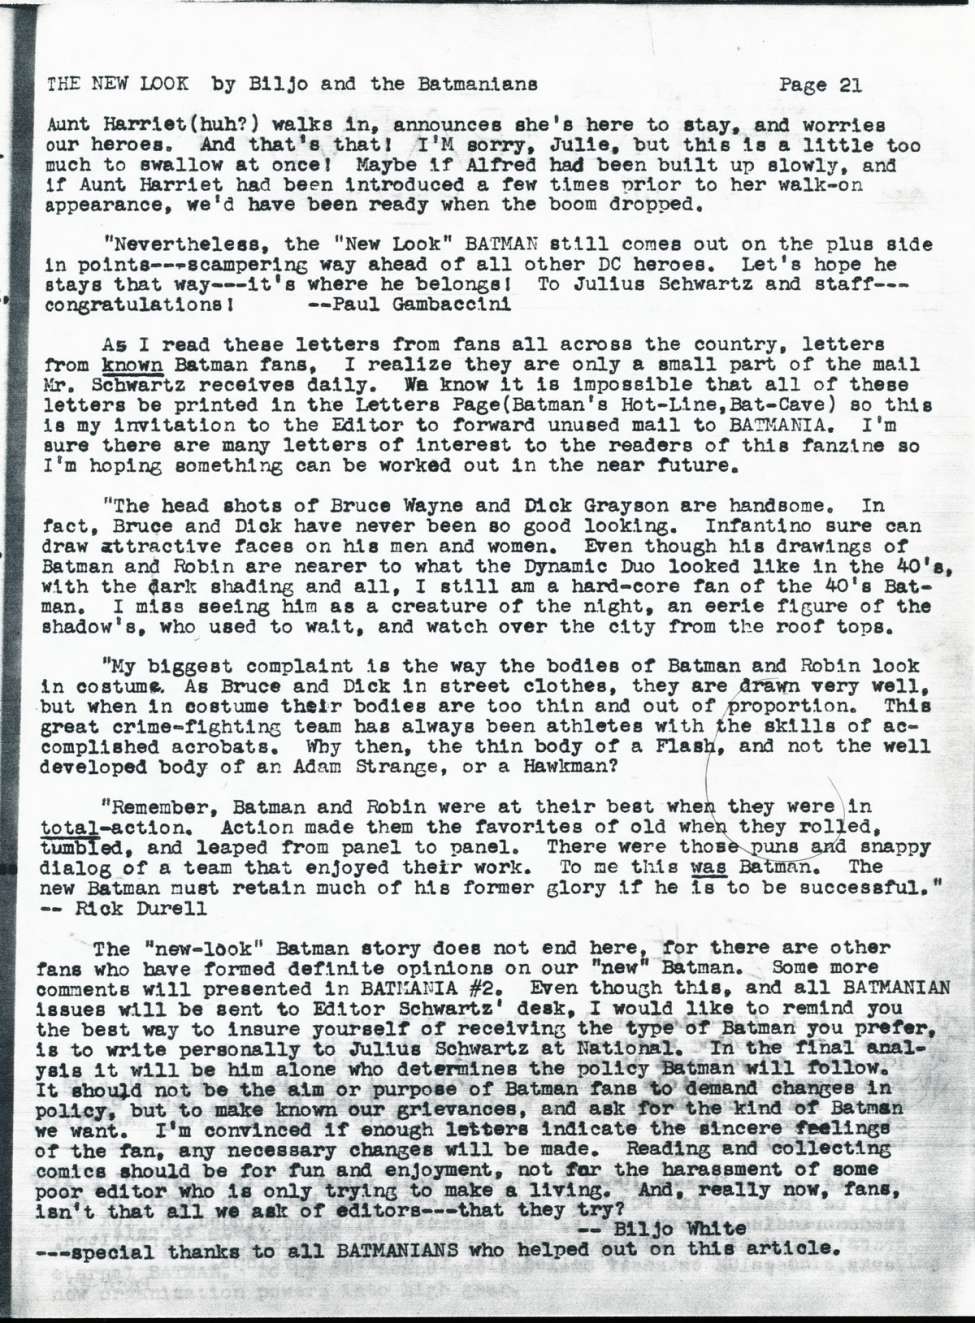 THE NEW LOOK by Biljo and the Batmanians Page 21
Aunt Harriet(huh?) walks in, announces she's here to stay, and worries
our heroes. And that's that! I'M sorry, Julie, but this is a little too
much to swallow at once! Maybe if Alfred had been built up slowly, and
if Aunt Harriet had been introduced a few times prior to her walk-on
appearance, we'd have been ready when the boom dropped.
"Nevertheless, the "New Look" BATMAN still comes out on the plus side
in points---scampering way ahead of all other DC heroes. Let's hope he
stays that way---it's where he belongs! To Julius Schwartz and staff---
congratulations! --Paul Gambaccini
As I read these letters from fans all across the country, letters
from known Batman fans, I realize they are only a small part of the mail
Mr. Schwartz receives daily. We know it is impossible that all of these
letters be printed in the Letters Page(Batman's Hot-Line,Bat-Cave) so this
is my invitation to the Editor to forward unused mail to BATMANIA. I'm
sure there are many letters of interest to the readers of this fanzine so
I'm hoping something can be worked out in the near future.
"The head shots of Bruce Wayne and Dick Grayson are handsome. In
fact, Bruce and Dick have never been so good looking. Infantino sure can
draw attractive faces on his men and women. Even though his drawings of
Batman and Robin are nearer to what the Dynamic Duo looked like in the 40's,
with the dark shading and all, I still am a hard-core fan of the 40's Bat-
man. I miss seeing him as a creature of the night, an eerie figure of the
shadow's, who used to wait, and watch over the city from the roof tops.
"My biggest complaint is the way the bodies of Batman and Robin look
in costume. As Bruce and Dick in street clothes, they are drawn very well,
but when in costume their bodies are too thin and out of proportion. This
great crime-fighting team has always been athletes with the skills of ac-
complished acrobats. Why then, the thin body of a Flash, and not the well
developed body of an Adam Strange, or a Hawkman?
"Remember, Batman and Robin were at their best when they were in
total-action. Action made them the favorites of old when they rolled,
tumbled, and leaped from panel to panel. There were those puns and snappy
dialog of a team that enjoyed their work. To me this was Batman. The
new Batman must retain much of his former glory if he is to be successful."
-- Rick Durell
The "new-look" Batman story does not end here, for there are other
fans who have formed definite opinions on our "new" Batman. Some more
comments will presented in BATMANIA #2. Even though this, and all BATMANIAN
issues will be sent to Editor Schwartz' desk, I would like to remind you
the best way to insure yourself of receiving the type of Batman you prefer,
is to write personally to Julius Schwartz at National. In the final anal-
ysis it will be him alone who determines the policy Batman will follow.
It should not be the aim or purpose of Batman fans to demand changes in
policy, but to make known our grievances, and ask for the kind of Batman
we want. I'm convinced if enough letters indicate the sincere feelings
of the fan, any necessary changes will be made. Reading and collecting
comics should be for fun and enjoyment, not for the harassment of some
poor editor who is only trying to make a living. And, really now, fans,
isn't that all we ask of editors---that they try?
-- Biljo White
---special thanks to all BATMANIANS who helped out on this article.